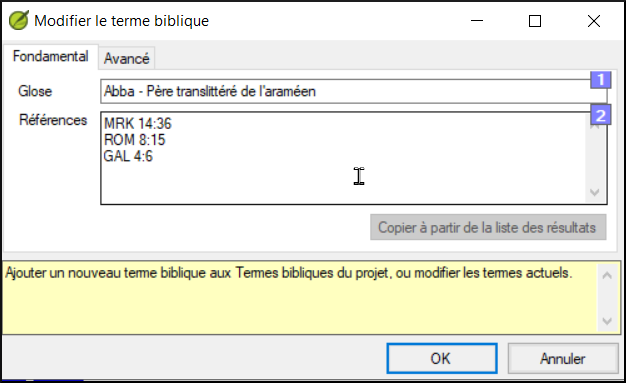 Modifier le terme biblique
Fondamental Avancé
1
Glose Abba - Père translittéré de l'araméen
2
Références MRK 14:36
ROM 8:15
GAL 4:6
Copier à partir de la liste des résultats
Ajouter un nouveau terme biblique aux Termes bibliques du projet, ou modifier les termes actuels.
OK Annuler